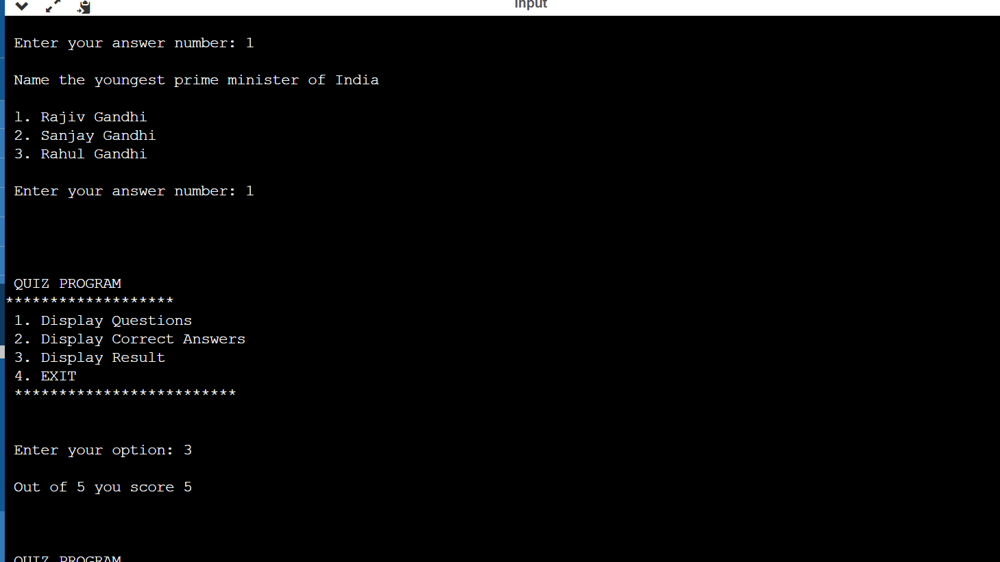 input
Enter your answer number: 1
Name the youngest prime minister of India
1. Rajiv Gandhi
2. Sanjay Gandhi
3. Rahul Gandhi
Enter your answer number: 1
QUIZ PROGRAM
*******************
1. Display Questions
2. Display Correct Answers
3. Display Result
4. EXIT
*************************
Enter your option: 3
Out of 5 you score 5
QUIZ PROGRAM